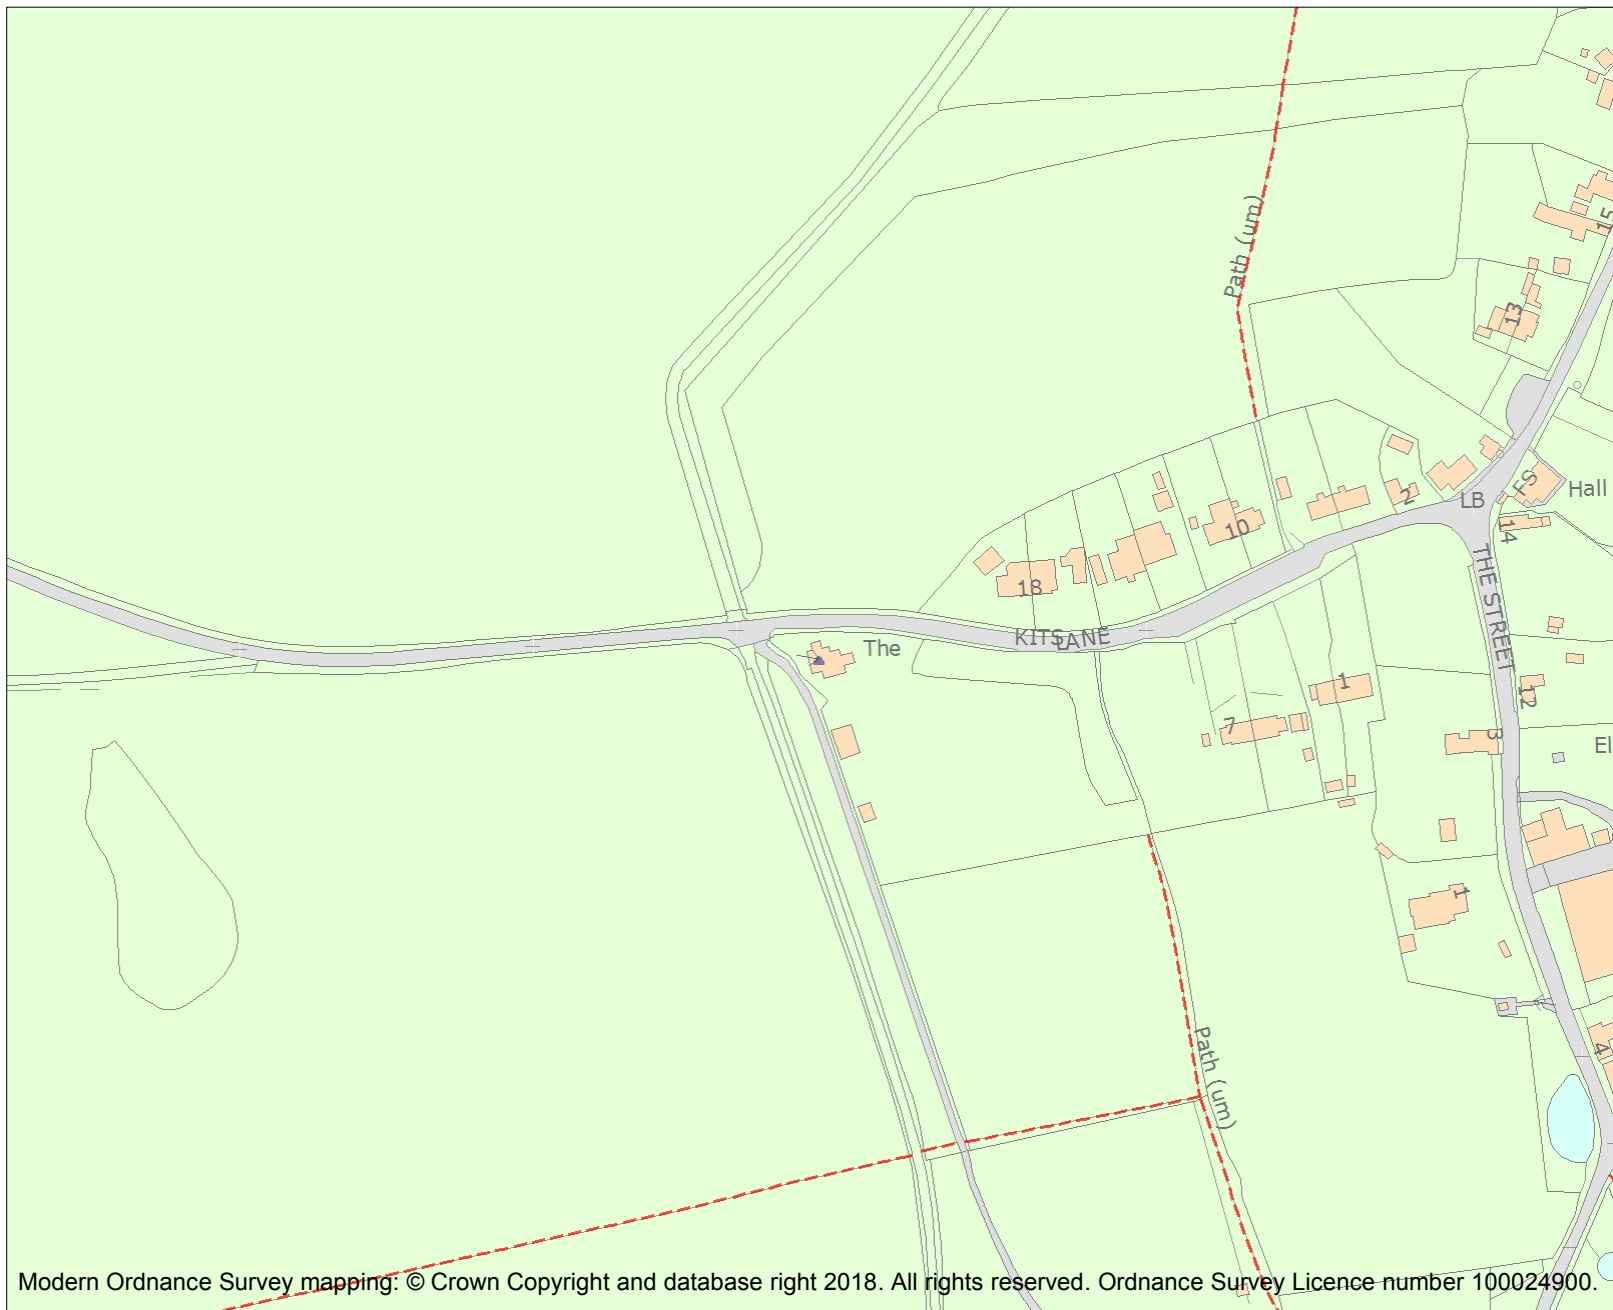 Path (um)
15
13
2
LB
FS
Hall
14
10
18
THE STREET
KITS LANE
The
1
12
7
3
El
1
Path (um)
4
Modern Ordnance Survey mapping: © Crown Copyright and database right 2018. All rights reserved. Ordnance Survey Licence number 100024900.